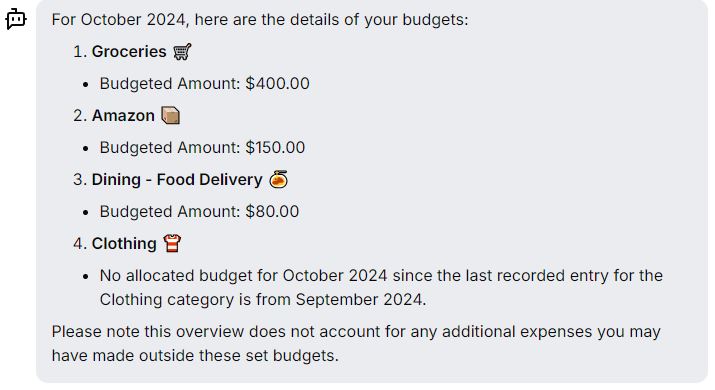 For October 2024, here are the details of your budgets:
1. Groceries 🛒
• Budgeted Amount: $400.00
2. Amazon 📦
• Budgeted Amount: $150.00
3. Dining - Food Delivery 🍲
• Budgeted Amount: $80.00
4. Clothing 👕
• No allocated budget for October 2024 since the last recorded entry for the
Clothing category is from September 2024.
Please note this overview does not account for any additional expenses you may
have made outside these set budgets.